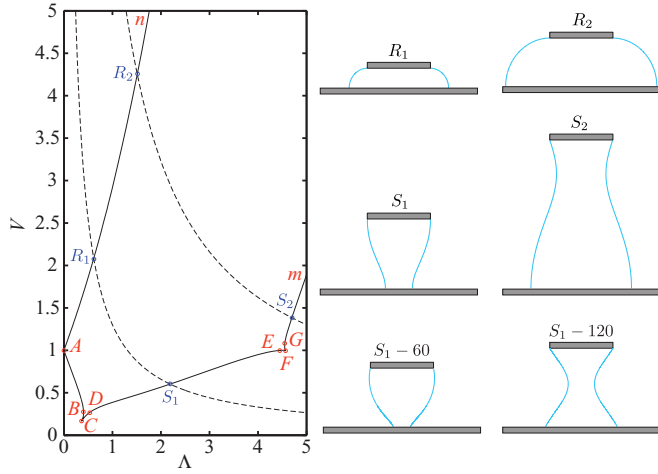 5
4.5
4
3.5
3
2.5
2
1.5
1
0.5
0
V
0 1 2 3 4 5
Λ
n
R₂
R₁
A
B
C
D
S₁
E
F
G
S₂
m
R₁
R₂
S₁
S₂
S₁ − 60
S₁ − 120